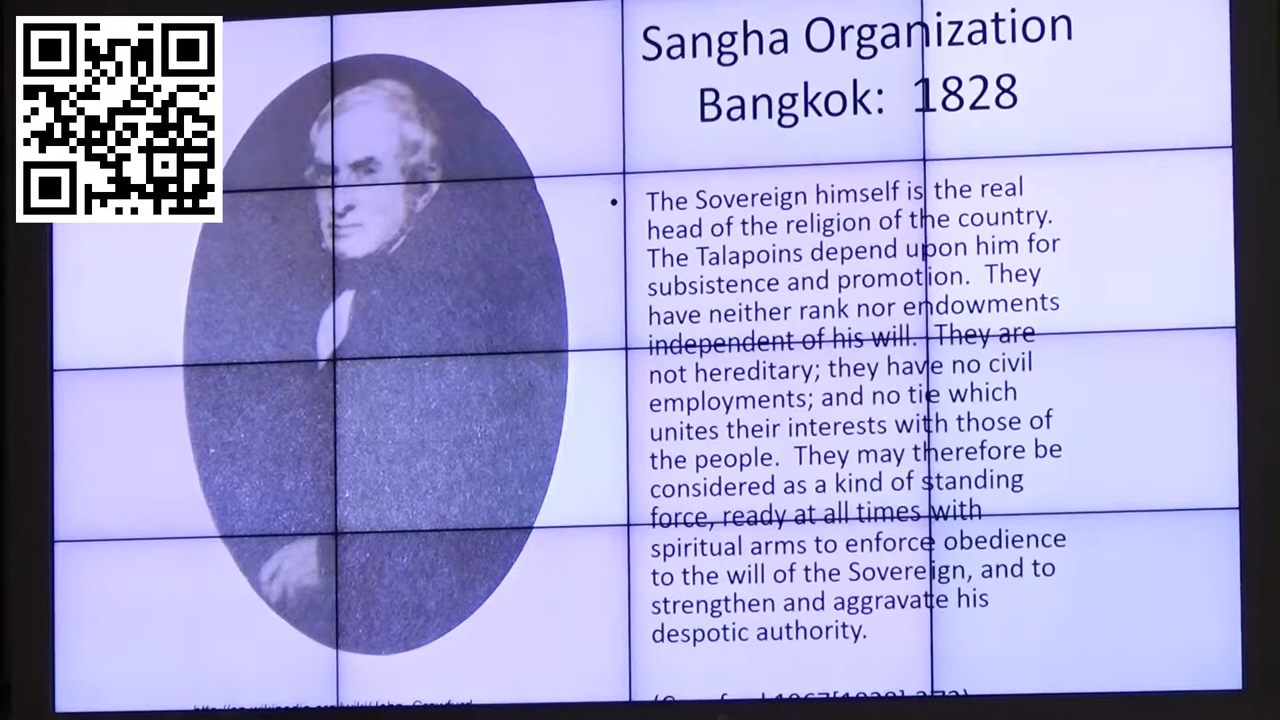 Sangha Organization
Bangkok: 1828
• The Sovereign himself is the real
head of the religion of the country.
The Talapoins depend upon him for
subsistence and promotion. They
have neither rank nor endowments
independent of his will. They are
not hereditary; they have no civil
employments; and no tie which
unites their interests with those of
the people. They may therefore be
considered as a kind of standing
force, ready at all times with
spiritual arms to enforce obedience
to the will of the Sovereign, and to
strengthen and aggravate his
despotic authority.